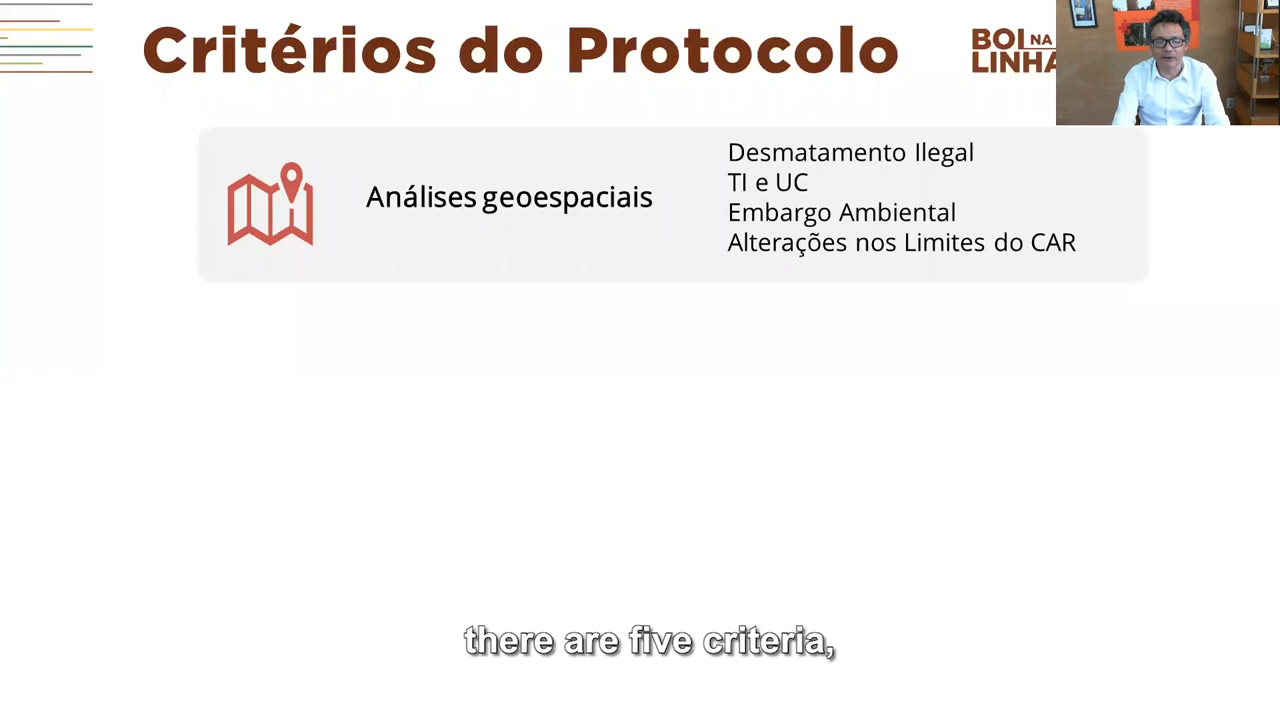 Critérios do Protocolo
BOI NA
LINHA
Análises geoespaciais
Desmatamento Ilegal
TI e UC
Embargo Ambiental
Alterações nos Limites do CAR
there are five criteria,